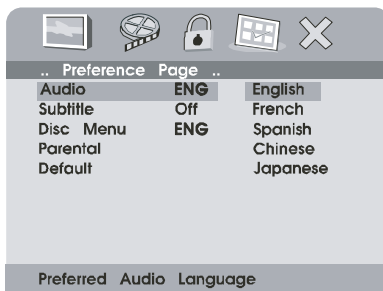 .. Preference Page ..
Audio ENG English
Subtitle Off French
Disc Menu ENG Spanish
Parental Chinese
Default Japanese
Preferred Audio Language